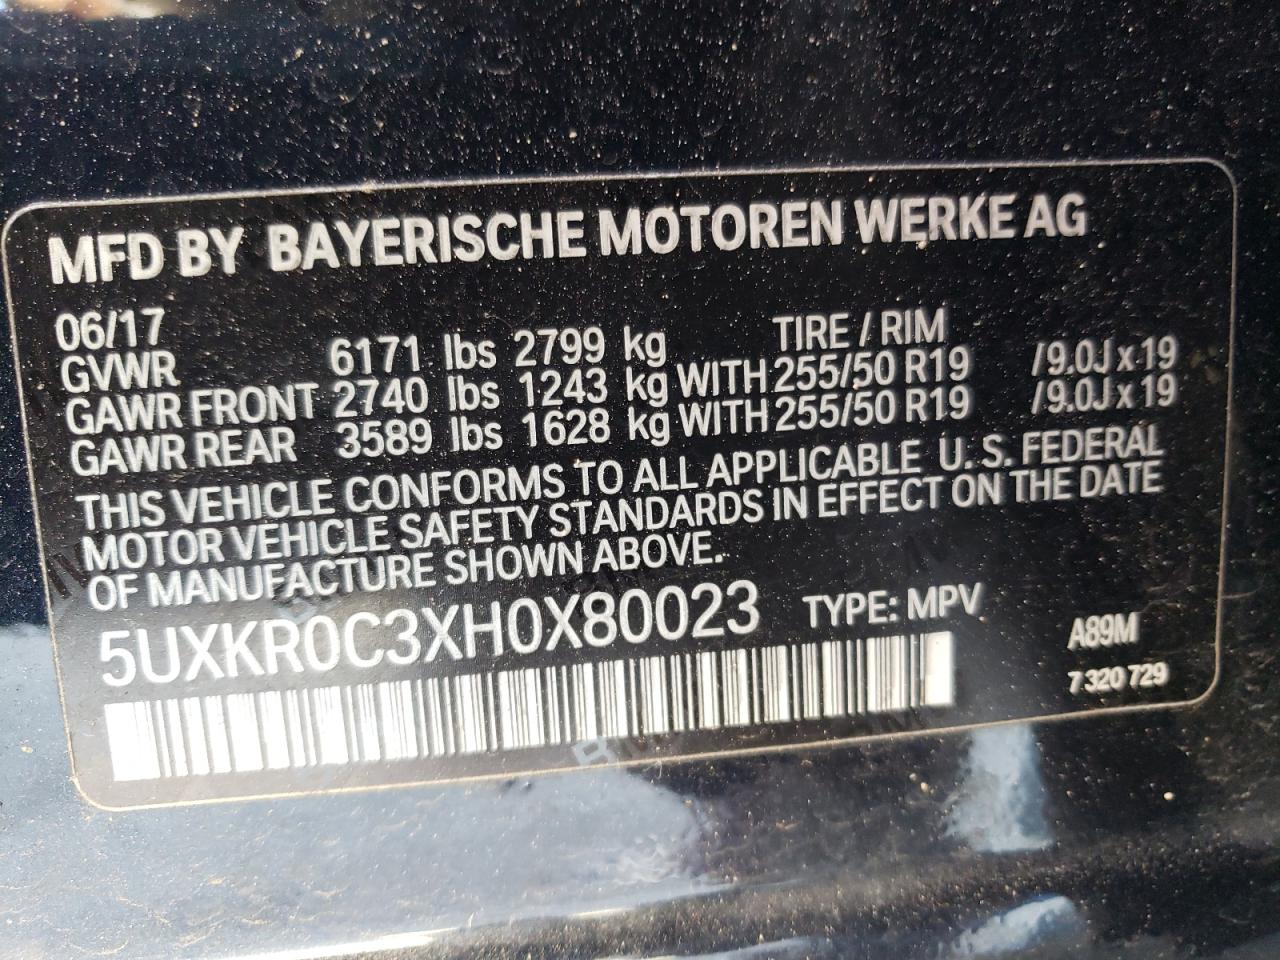 MFD BY BAYERISCHE MOTOREN WERKE AG
06/17 TIRE / RIM
GVWR 6171 lbs 2799 kg
GAWR FRONT 2740 lbs 1243 kg WITH 255/50 R19 /9.0J x 19
GAWR REAR 3589 lbs 1628 kg WITH 255/50 R19 /9.0J x 19
THIS VEHICLE CONFORMS TO ALL APPLICABLE U.S. FEDERAL
MOTOR VEHICLE SAFETY STANDARDS IN EFFECT ON THE DATE
OF MANUFACTURE SHOWN ABOVE.
5UXKR0C3XH0X80023 TYPE: MPV
A89M
7 320 729